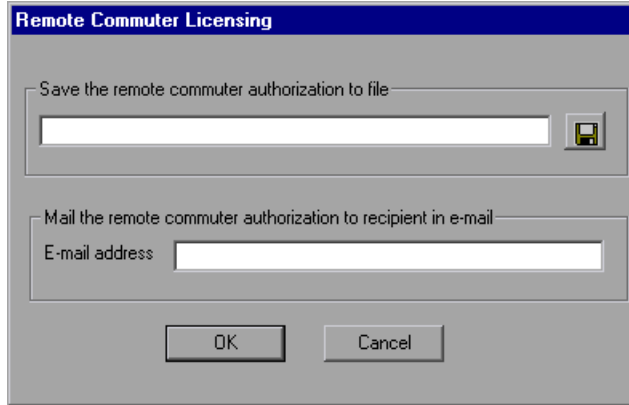 Remote Commuter Licensing
Save the remote commuter authorization to file
Mail the remote commuter authorization to recipient in e-mail
E-mail address
OK
Cancel